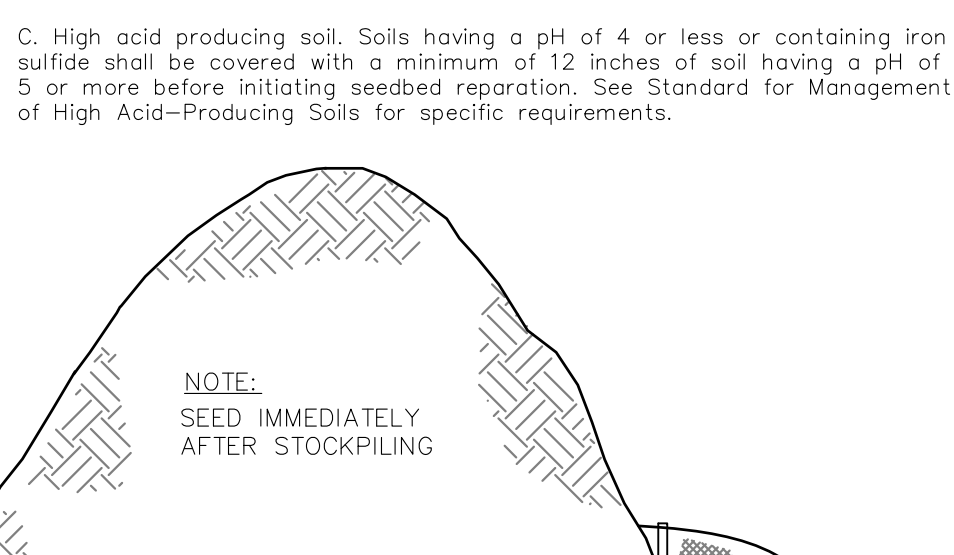 C. High acid producing soil. Soils having a pH of 4 or less or containing iron
sulfide shall be covered with a minimum of 12 inches of soil having a pH of
5 or more before initiating seedbed reparation. See Standard for Management
of High Acid–Producing Soils for specific requirements.
NOTE:
SEED IMMEDIATELY
AFTER STOCKPILING